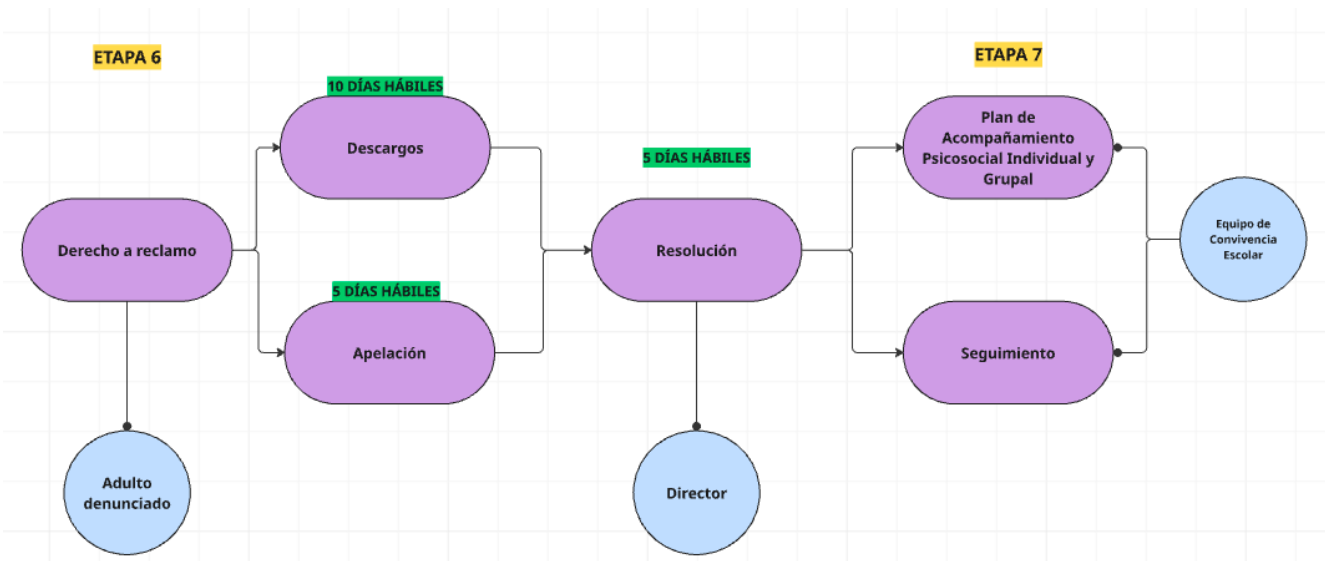 ETAPA 6
10 DÍAS HÁBILES
Descargos
Derecho a reclamo
5 DÍAS HÁBILES
Apelación
Adulto
denunciado
5 DÍAS HÁBILES
Resolución
Director
ETAPA 7
Plan de
Acompañamiento
Psicosocial Individual y
Grupal
Seguimiento
Equipo de
Convivencia
Escolar